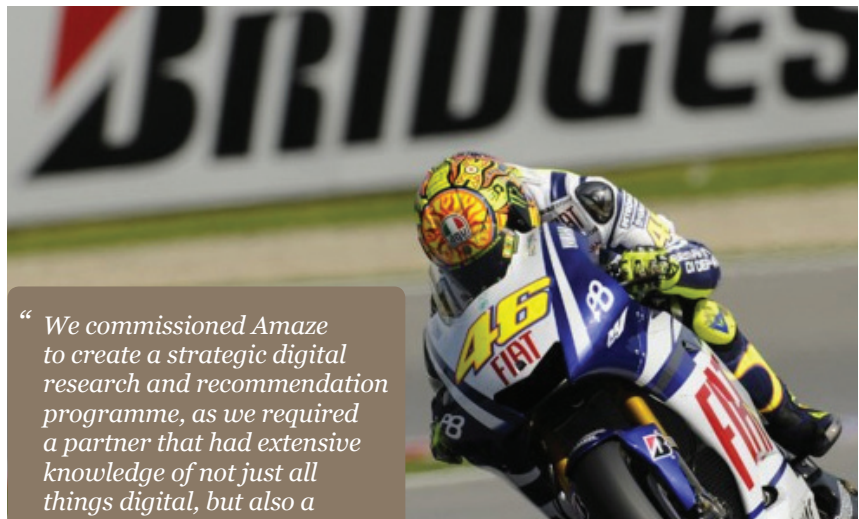 BRIDGES
“ We commissioned Amaze
to create a strategic digital
research and recommendation
programme, as we required
a partner that had extensive
knowledge of not just all
things digital, but also a
46
FIAT
FIAT
FIAT